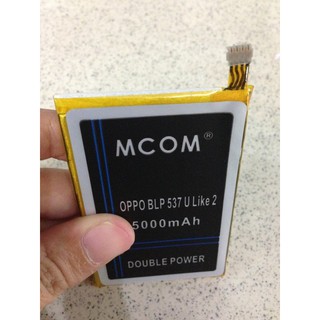 MCOM®
OPPO BLP 537 U Like 2
5000mAh
DOUBLE POWER